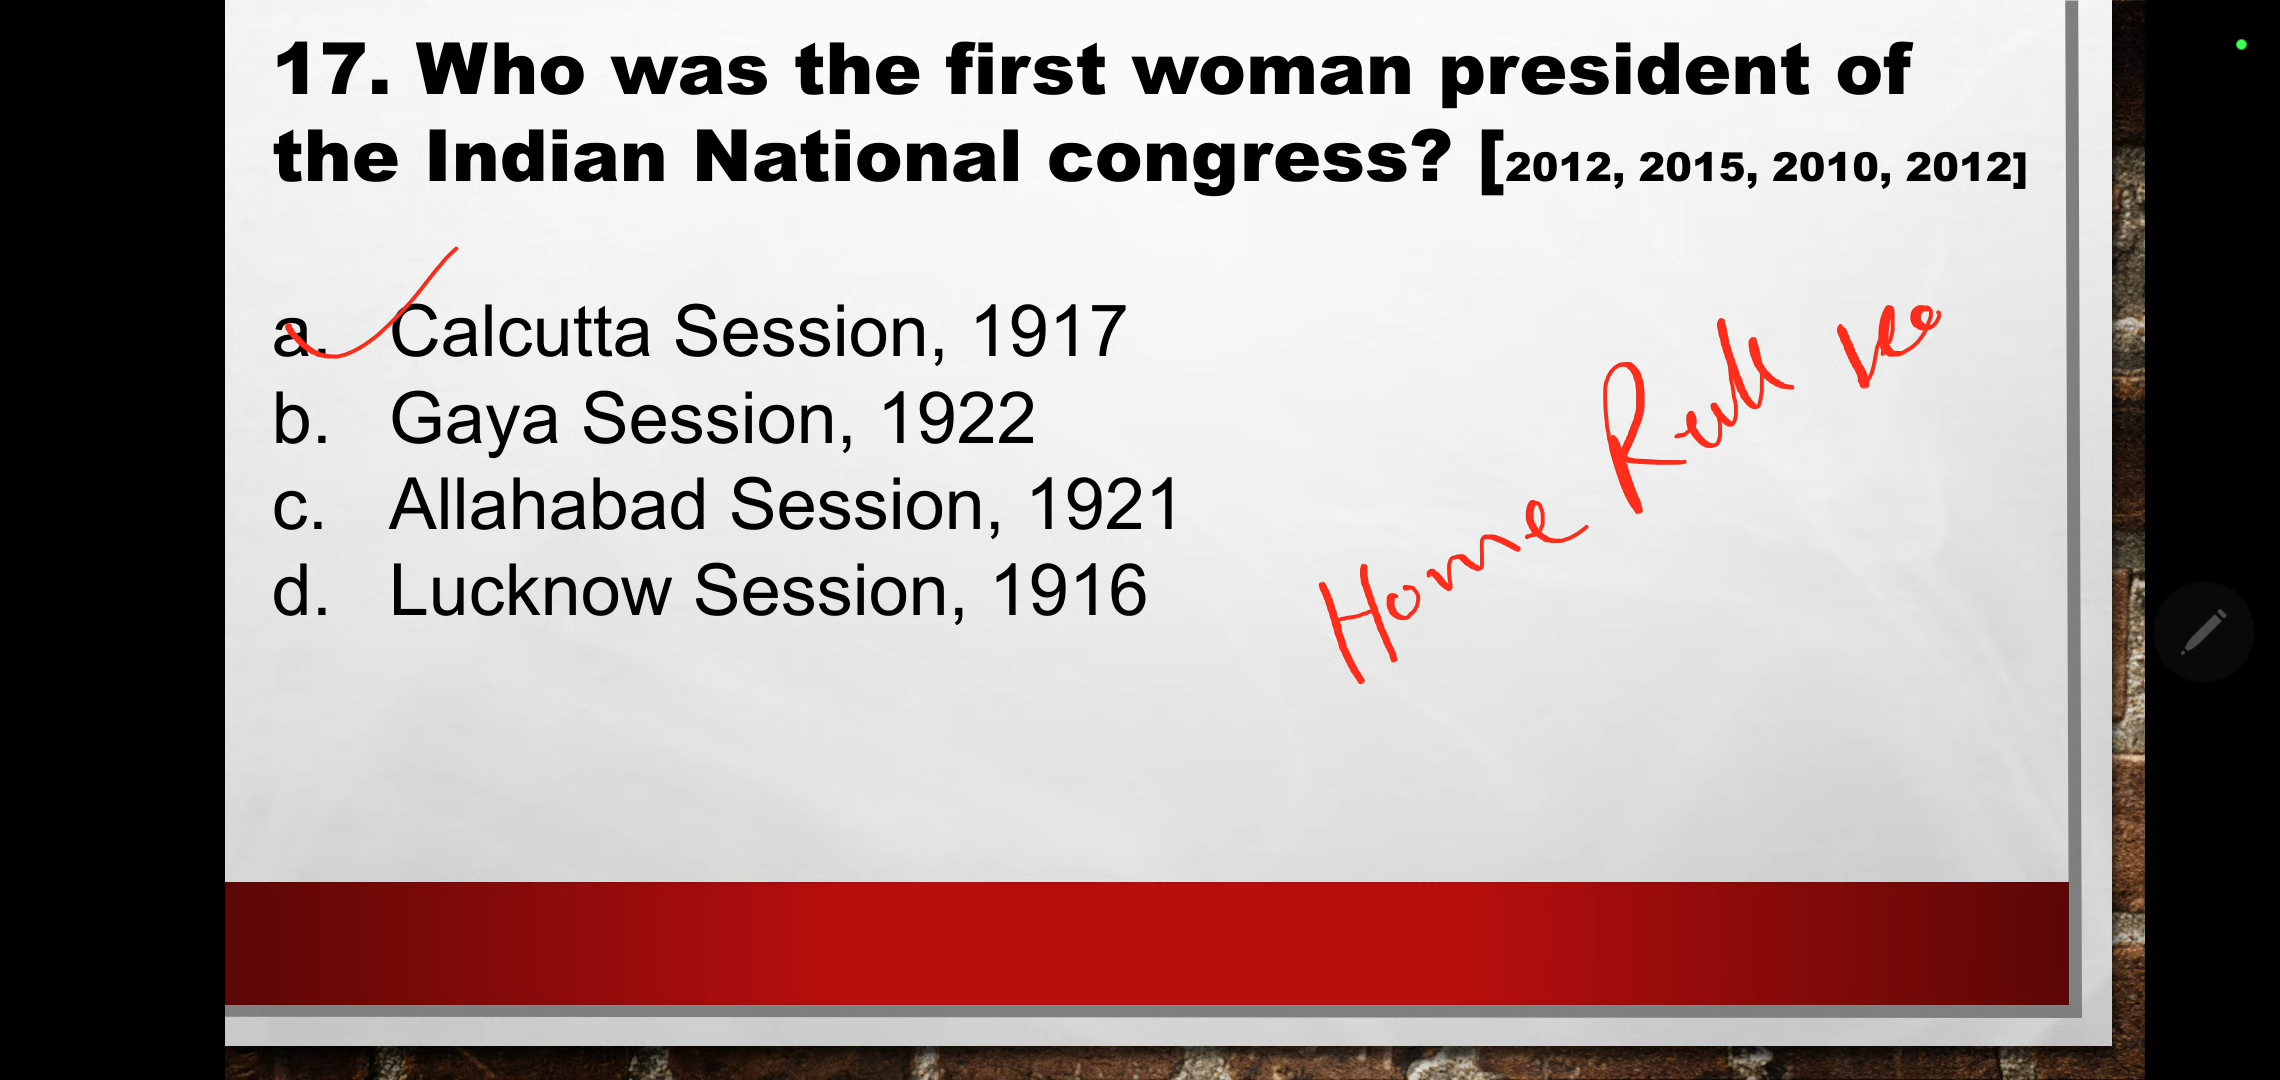 17. Who was the first woman president of
the Indian National congress? [2012, 2015, 2010, 2012]
a. Calcutta Session, 1917
b. Gaya Session, 1922
c. Allahabad Session, 1921
d. Lucknow Session, 1916
Home